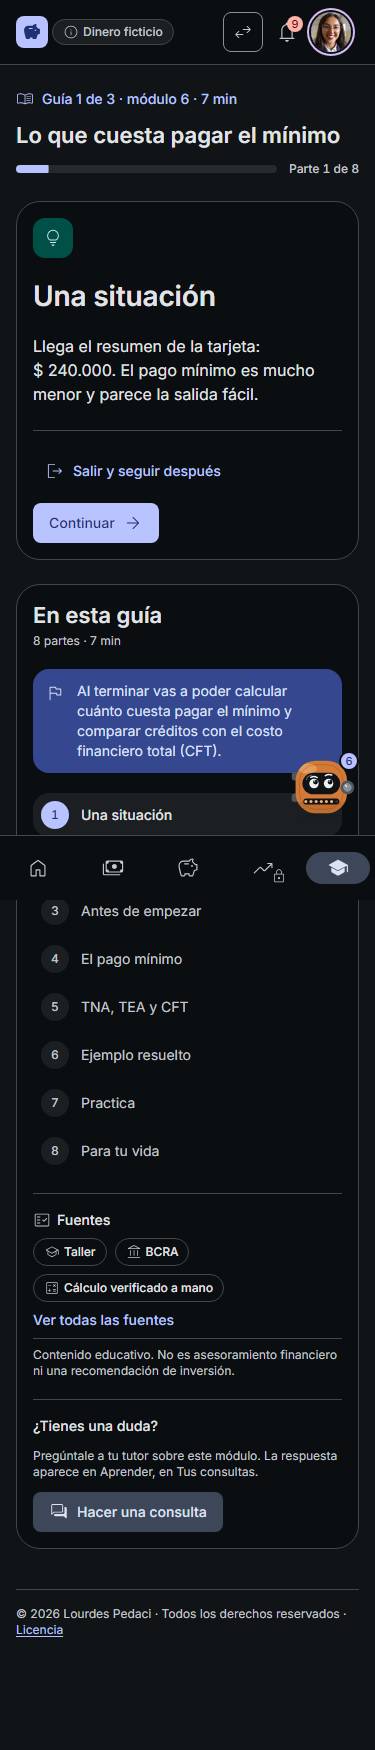 Dinero ficticio
9
Guía 1 de 3 · módulo 6 · 7 min
Lo que cuesta pagar el mínimo
Parte 1 de 8
Una situación
Llega el resumen de la tarjeta:
$ 240.000. El pago mínimo es mucho
menor y parece la salida fácil.
Salir y seguir después
Continuar
En esta guía
8 partes · 7 min
Al terminar vas a poder calcular
cuánto cuesta pagar el mínimo y
comparar créditos con el costo
financiero total (CFT).
6
1 Una situación
3 Antes de empezar
4 El pago mínimo
5 TNA, TEA y CFT
6 Ejemplo resuelto
7 Practica
8 Para tu vida
Fuentes
Taller
BCRA
Cálculo verificado a mano
Ver todas las fuentes
Contenido educativo. No es asesoramiento financiero
ni una recomendación de inversión.
¿Tienes una duda?
Pregúntale a tu tutor sobre este módulo. La respuesta
aparece en Aprender, en Tus consultas.
Hacer una consulta
© 2026 Lourdes Pedaci · Todos los derechos reservados ·
Licencia